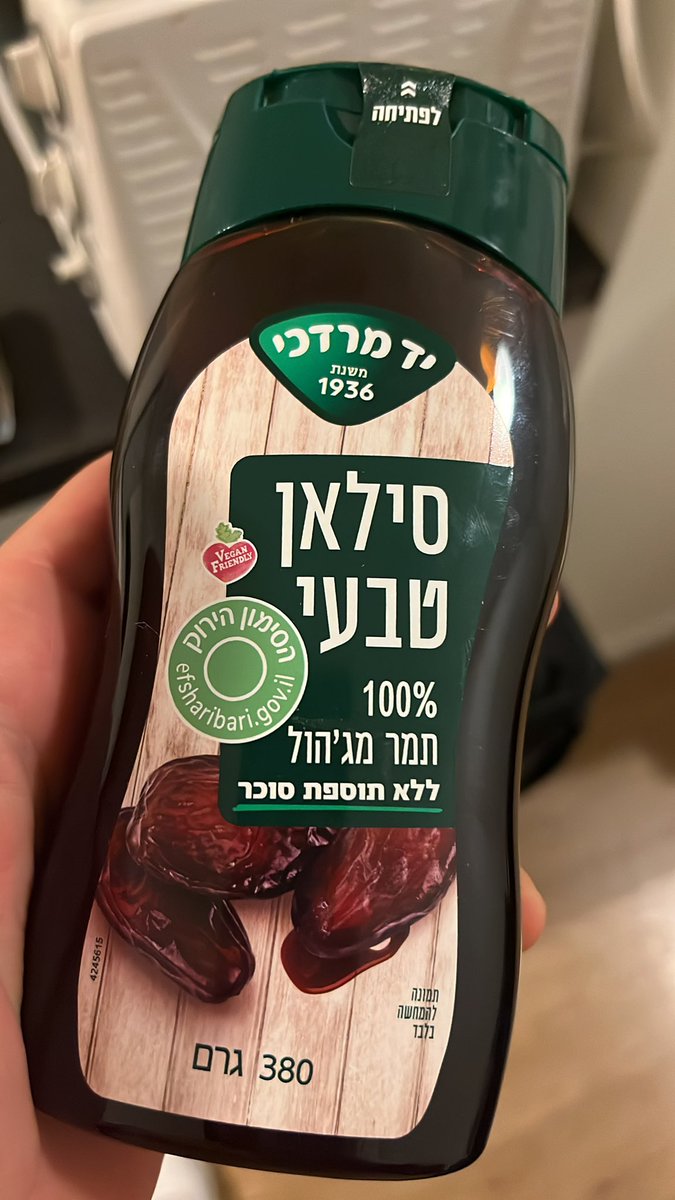 לפתיחה
יד מרדכי
משנת
1936
סילאן
טבעי
VEGAN
FRIENDLY
הסימון הירוק
efsharibari.gov.il
100%
תמר מג'הול
ללא תוספת סוכר
4245615
תמונה
להמחשה
בלבד
380 גרם